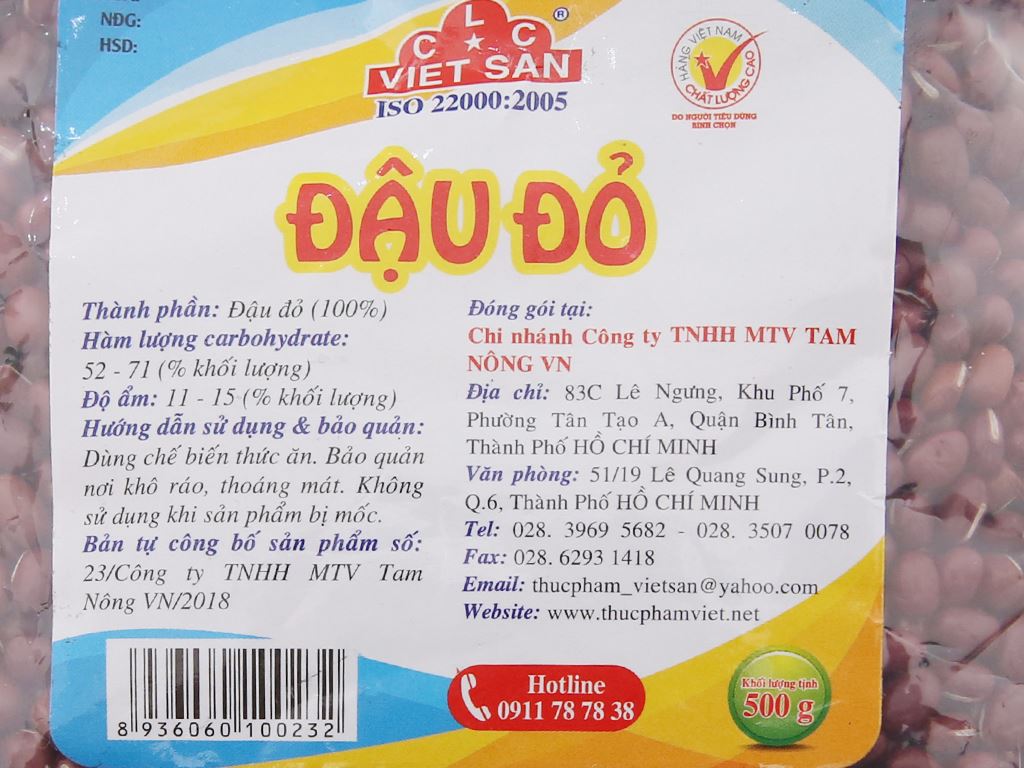 NĐG:
HSD:
C L C ®
VIET SAN
ISO 22000:2005
HÀNG VIỆT NAM
CHẤT LƯỢNG CAO
DO NGƯỜI TIÊU DÙNG
BÌNH CHỌN
ĐẬU ĐỎ
Thành phần: Đậu đỏ (100%)
Hàm lượng carbohydrate:
52 - 71 (% khối lượng)
Độ ẩm: 11 - 15 (% khối lượng)
Hướng dẫn sử dụng & bảo quản:
Dùng chế biến thức ăn. Bảo quản
nơi khô ráo, thoáng mát. Không
sử dụng khi sản phẩm bị mốc.
Bản tự công bố sản phẩm số:
23/Công ty TNHH MTV Tam
Nông VN/2018
Đóng gói tại:
Chi nhánh Công ty TNHH MTV TAM
NÔNG VN
Địa chỉ: 83C Lê Ngưng, Khu Phố 7,
Phường Tân Tạo A, Quận Bình Tân,
Thành Phố HỒ CHÍ MINH
Văn phòng: 51/19 Lê Quang Sung, P.2,
Q.6, Thành Phố HỒ CHÍ MINH
Tel: 028. 3969 5682 - 028. 3507 0078
Fax: 028. 6293 1418
Email: thucpham_vietsan@yahoo.com
Website: www.thucphamviet.net
8 936060 100232
Hotline
0911 78 78 38
Khối lượng tịnh
500 g